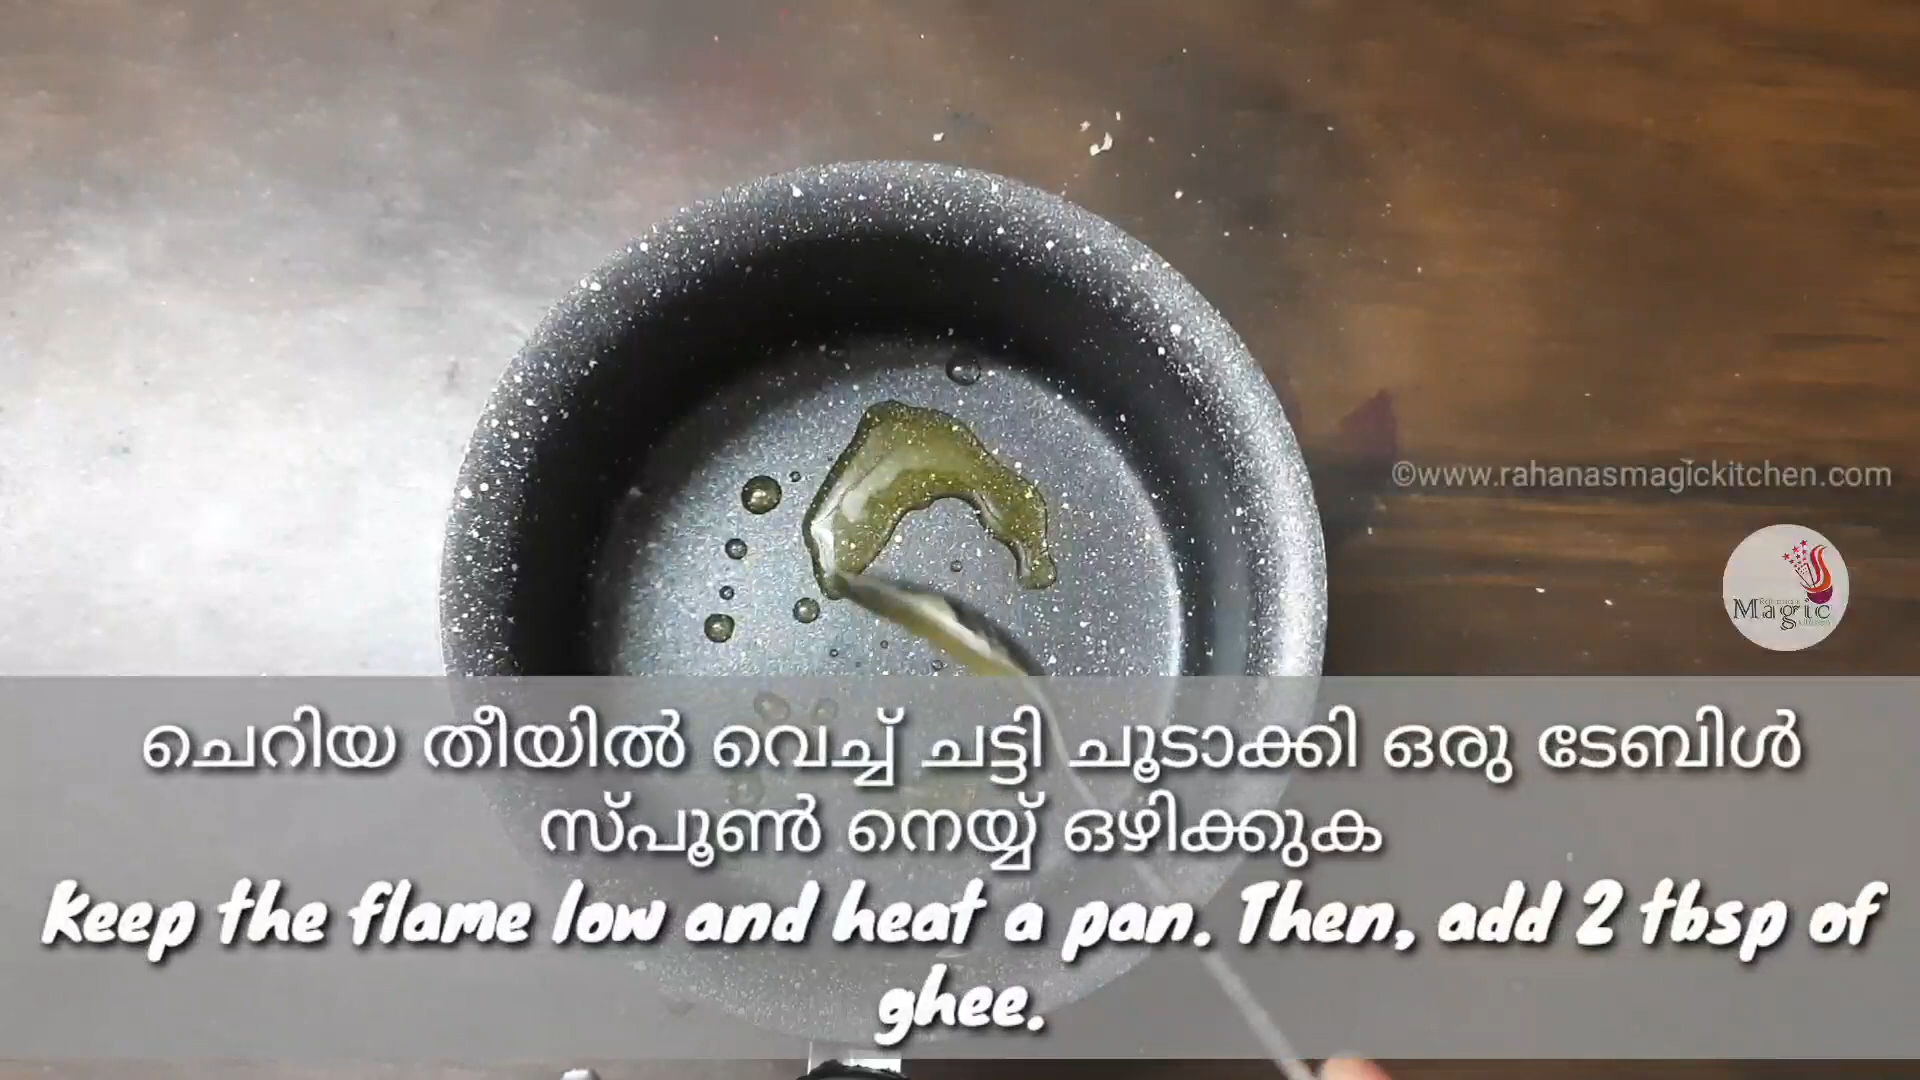 ©www.rahanasmagickitchen.com
Magic
ചെറിയ തീയിൽ വെച്ച് ചട്ടി ചൂടാക്കി ഒരു ടേബിൾ
സ്പൂൺ നെയ്യ് ഒഴിക്കുക
Keep the flame low and heat a pan. Then, add 2 tbsp of
ghee.